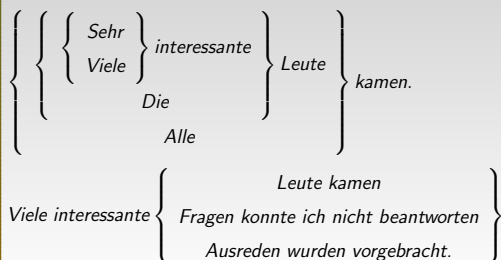 Sehr
Viele
interessante
Die
Leute
Alle
kamen.
Viele interessante
Leute kamen
Fragen konnte ich nicht beantworten
Ausreden wurden vorgebracht.